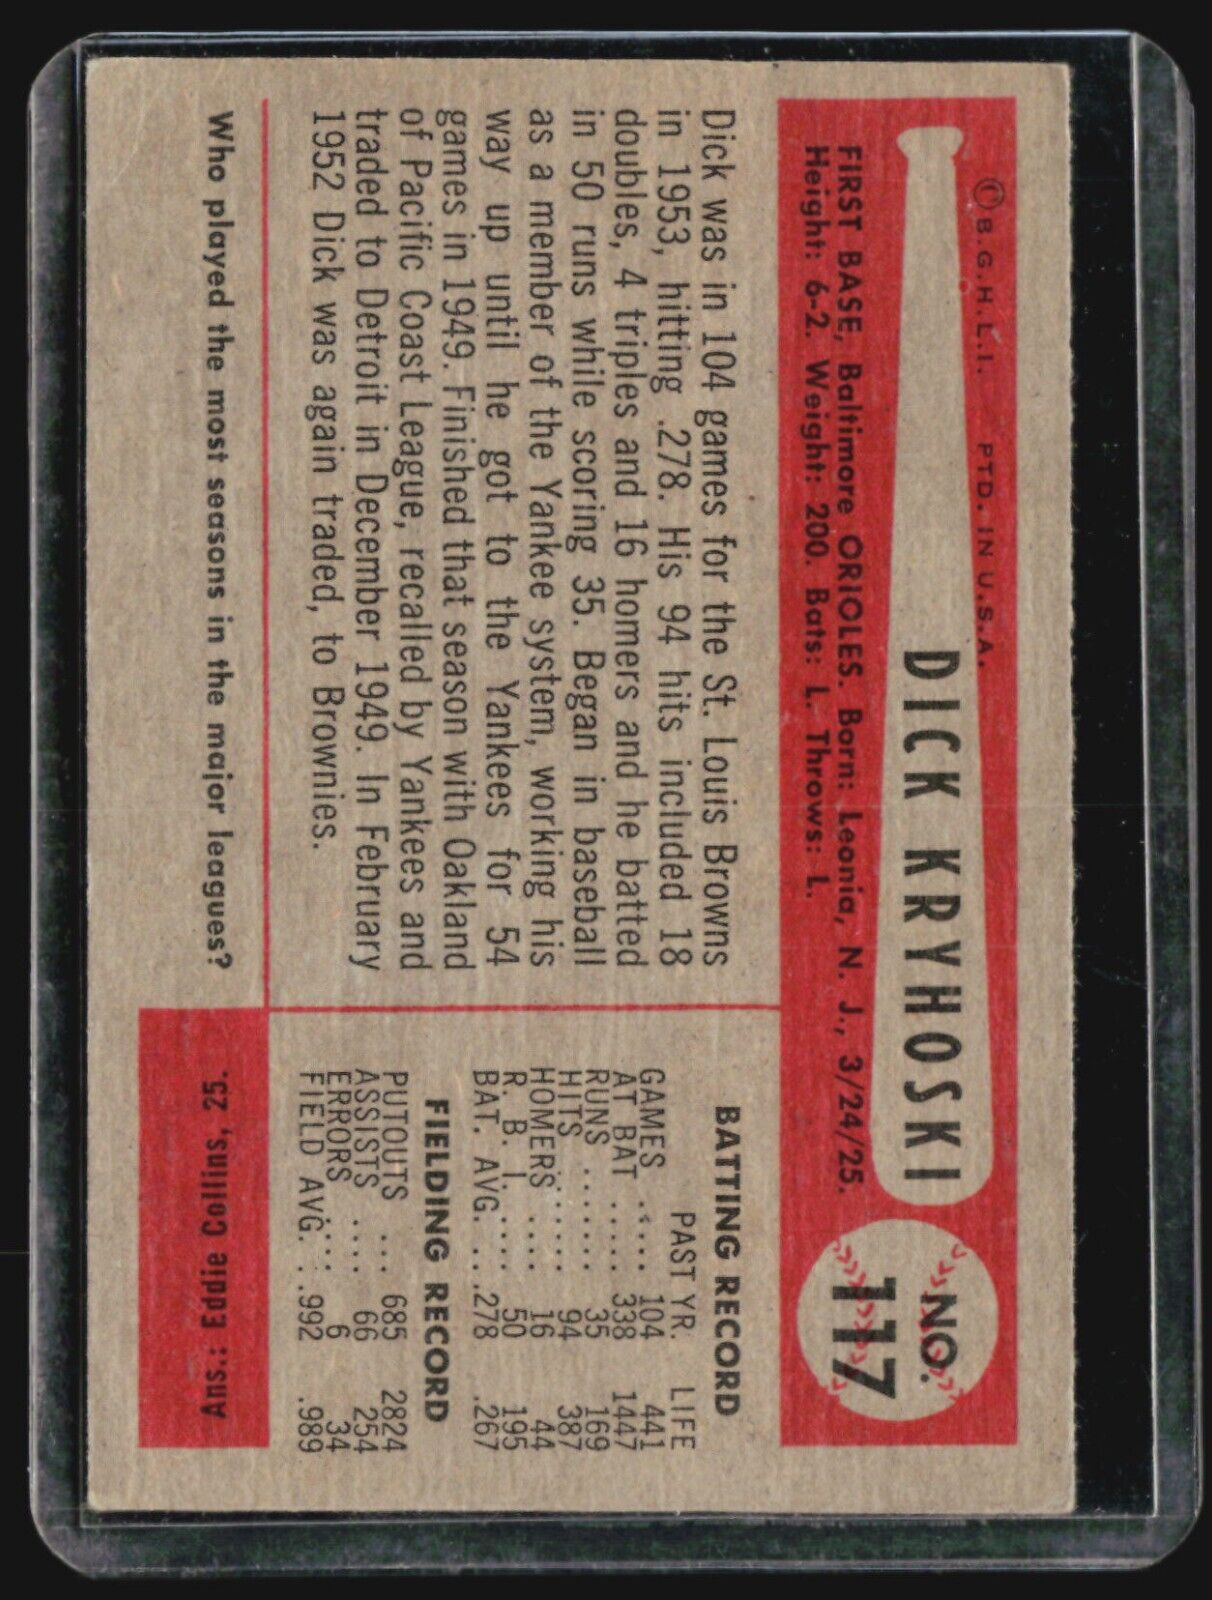 © B.G.H.L.I. PTD. IN U.S.A.
DICK KRYHOSKI
NO.
117
FIRST BASE, Baltimore ORIOLES. Born: Leonia, N. J., 3/24/25.
Height: 6-2. Weight: 200. Bats: L. Throws: L.
Dick was in 104 games for the St. Louis Browns
in 1953, hitting .278. His 94 hits included 18
doubles, 4 triples and 16 homers and he batted
in 50 runs while scoring 35. Began in baseball
as a member of the Yankee system, working his
way up until he got to the Yankees for 54
games in 1949. Finished that season with Oakland
of Pacific Coast League, recalled by Yankees and
traded to Detroit in December 1949. In February
1952 Dick was again traded, to Brownies.
BATTING RECORD
PAST YR. LIFE
GAMES .... 104 441
AT BAT ..... 338 1447
RUNS ....... 35 169
HITS ....... 94 387
HOMERS .... 16 44
R. B. I. ..... 50 195
BAT. AVG. .. .278 .267
FIELDING RECORD
PUTOUTS ... 685 2824
ASSISTS .... 66 254
ERRORS .... 6 34
FIELD AVG. . .992 .989
Who played the most seasons in the major leagues?
Ans.: Eddie Collins, 25.